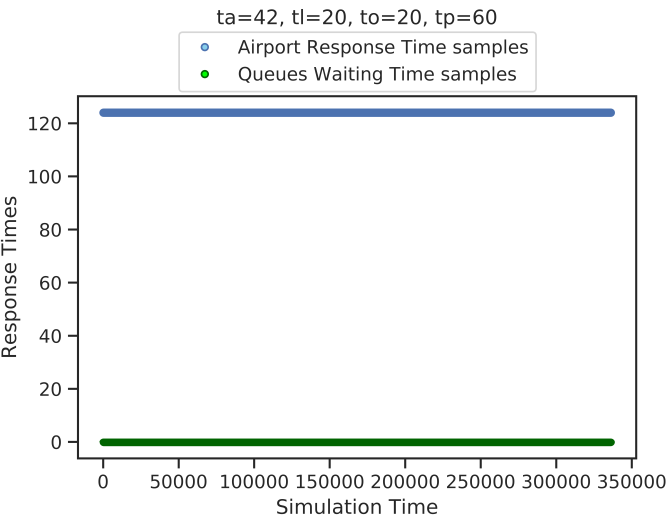 ta=42, tl=20, to=20, tp=60
Airport Response Time samples
Queues Waiting Time samples
120
100
80
60
40
20
0
Response Times
0 50000 100000 150000 200000 250000 300000 350000
Simulation Time